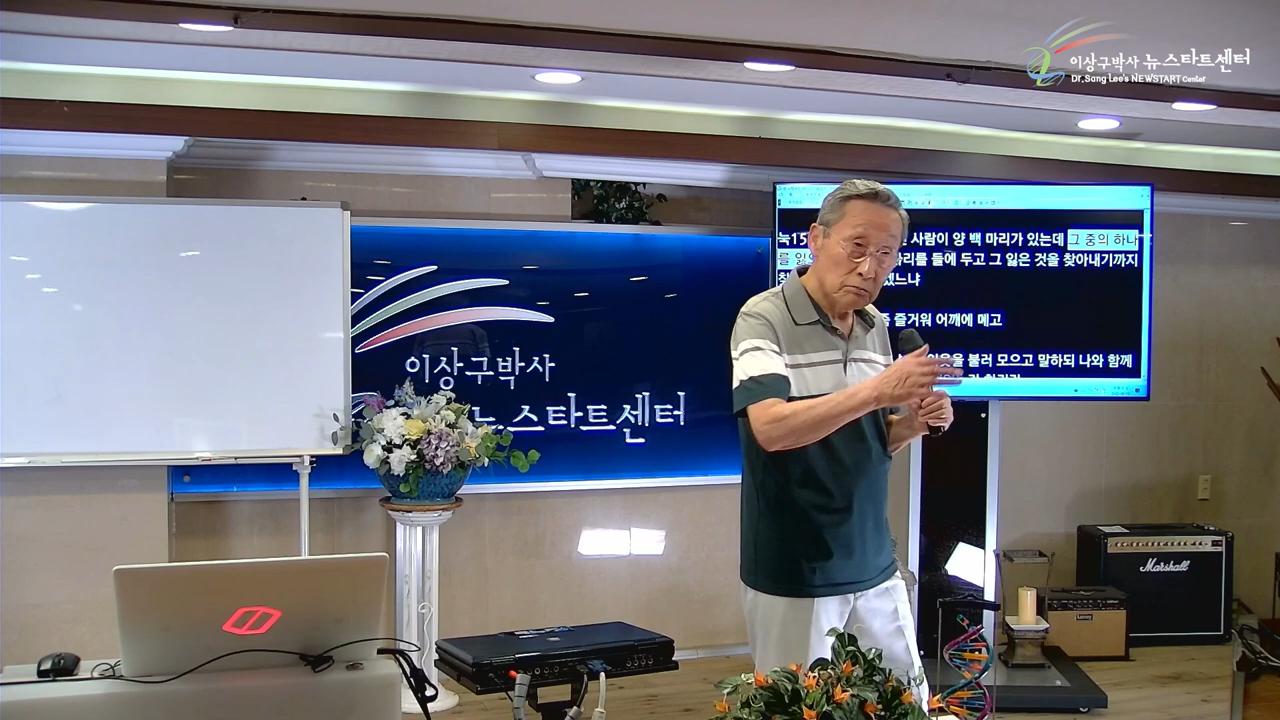 이상구박사 뉴스타트센터
Dr.Sang Lee's NEWSTART Center
눅15 사람이 양 백 마리가 있는데 그 중의 하나
를 들에 두고 그 잃은 것을 찾아내기까지
느냐
즐거워 어깨에 메고
불러 모으고 말하되 나와 함께
이상구박사
뉴스타트센터
Marshall